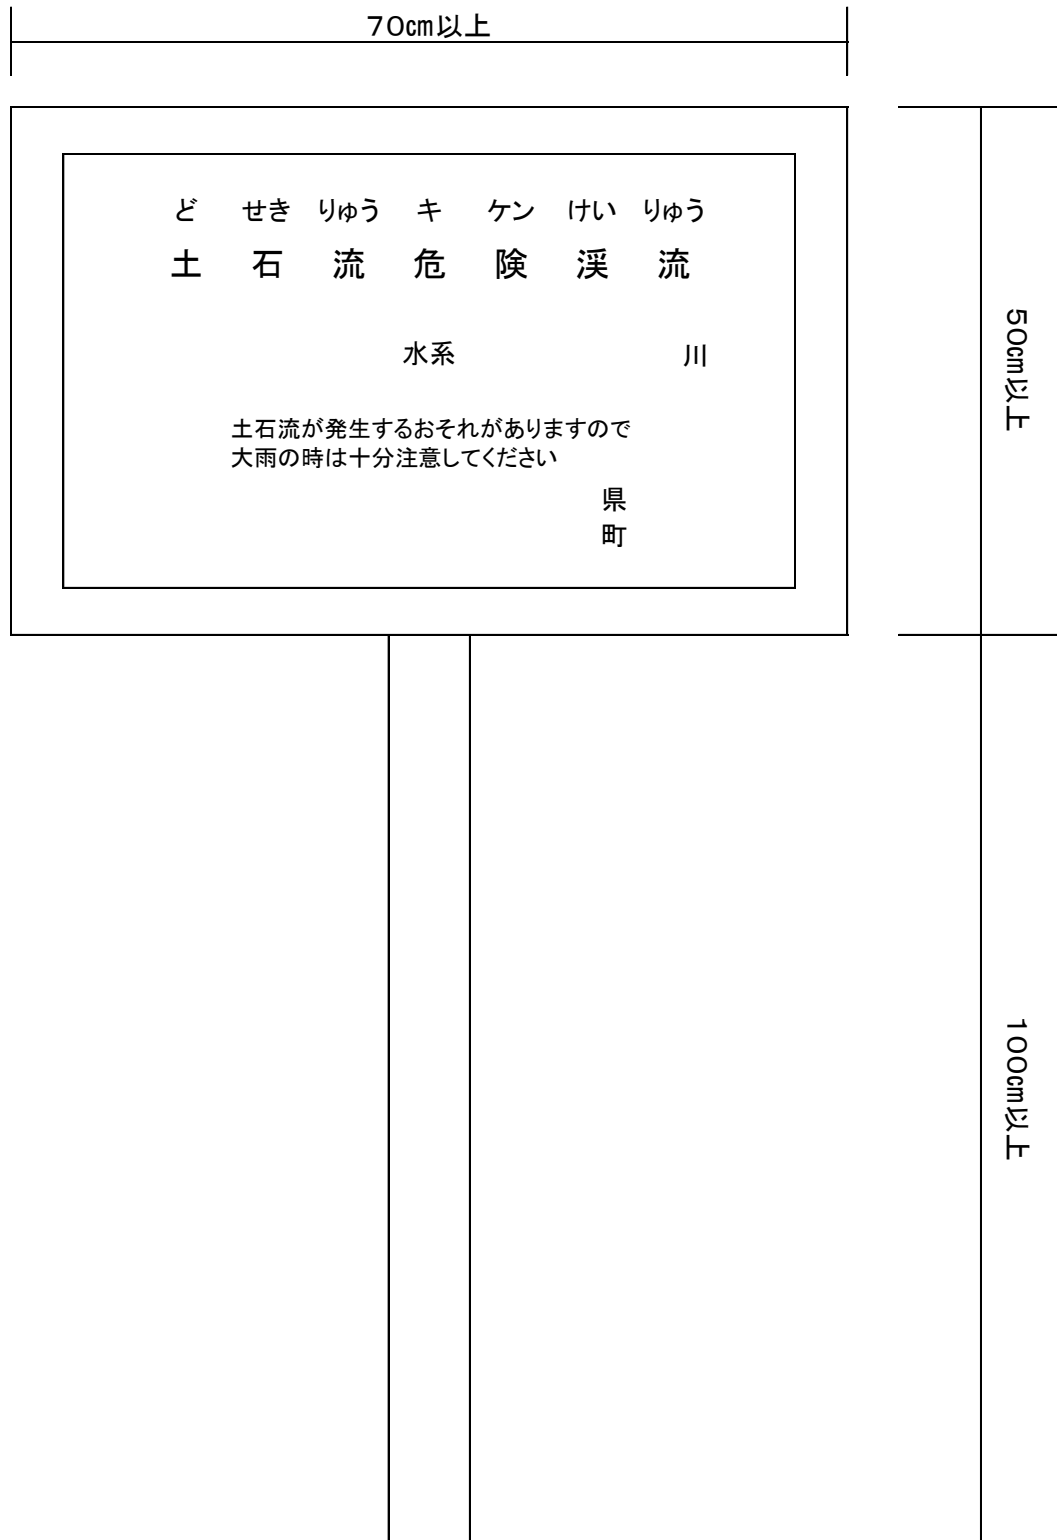 70㎝以上
ど せき りゅう キ ケン けい りゅう
土 石 流 危 険 渓 流
水系 川
土石流が発生するおそれがありますので
大雨の時は十分注意してください
県
町
50㎝以上
100㎝以上